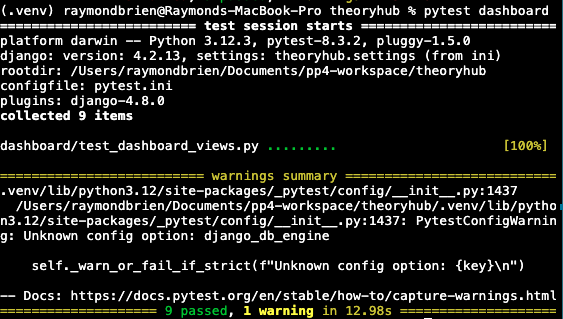 (.venv) raymondbrien@Raymonds-MacBook-Pro theoryhub % pytest dashboard
========================= test session starts =========================
platform darwin -- Python 3.12.3, pytest-8.3.2, pluggy-1.5.0
django: version: 4.2.13, settings: theoryhub.settings (from ini)
rootdir: /Users/raymondbrien/Documents/pp4-workspace/theoryhub
configfile: pytest.ini
plugins: django-4.8.0
collected 9 items
dashboard/test_dashboard_views.py .........                     [100%]
========================== warnings summary ===========================
.venv/lib/python3.12/site-packages/_pytest/config/__init__.py:1437
  /Users/raymondbrien/Documents/pp4-workspace/theoryhub/.venv/lib/pytho
n3.12/site-packages/_pytest/config/__init__.py:1437: PytestConfigWarnin
g: Unknown config option: django_db_engine
    self._warn_or_fail_if_strict(f"Unknown config option: {key}\n")
-- Docs: https://docs.pytest.org/en/stable/how-to/capture-warnings.html
==================== 9 passed, 1 warning in 12.98s ====================